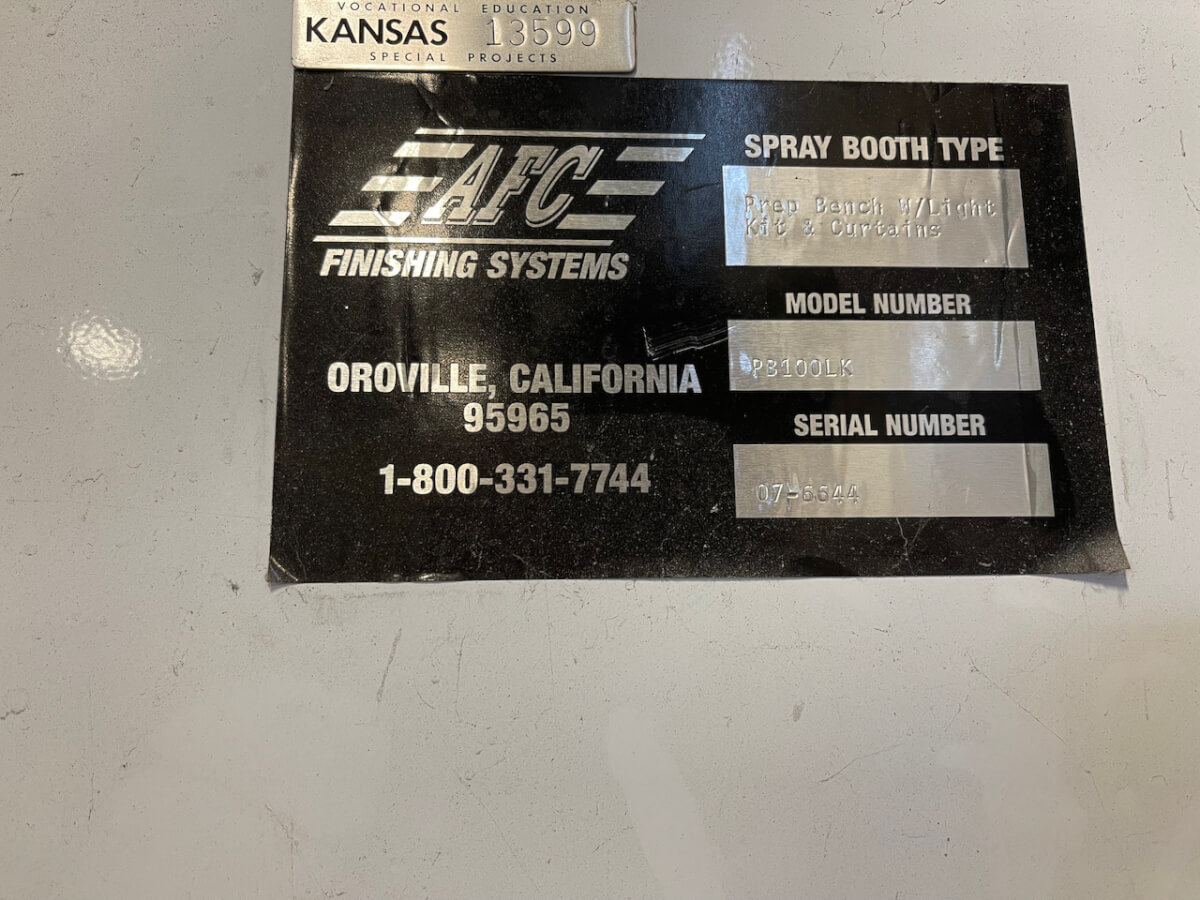 VOCATIONAL EDUCATION
KANSAS 13599
SPECIAL PROJECTS
AFC
FINISHING SYSTEMS
OROVILLE, CALIFORNIA
95965
1-800-331-7744
SPRAY BOOTH TYPE
Prep Bench W/Light
Kit & Curtains
MODEL NUMBER
PB100LK
SERIAL NUMBER
07-6644